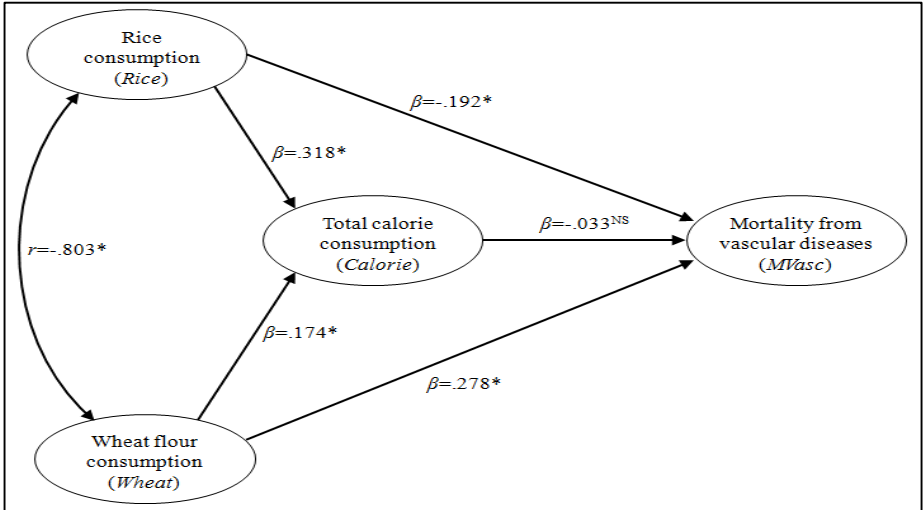 Rice
consumption
(Rice)
β=-.192*
β=.318*
Total calorie
consumption
(Calorie)
β=-.033ᴺˢ
Mortality from
vascular diseases
(MVasc)
r=-.803*
β=.174*
β=.278*
Wheat flour
consumption
(Wheat)